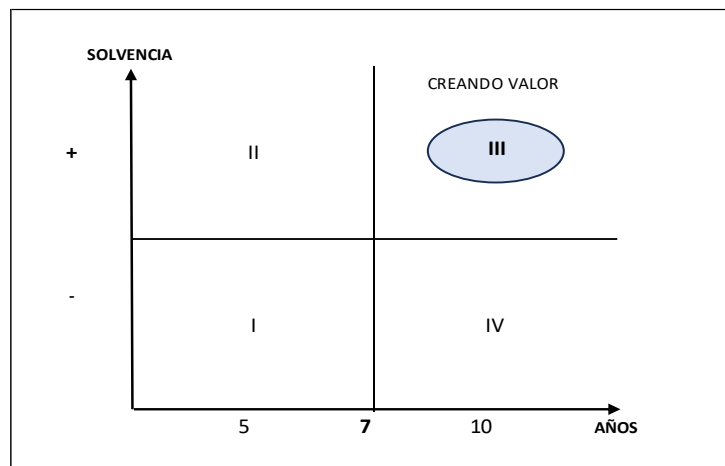 SOLVENCIA
CREANDO VALOR
+
II
III
-
I
IV
5
7
10
AÑOS